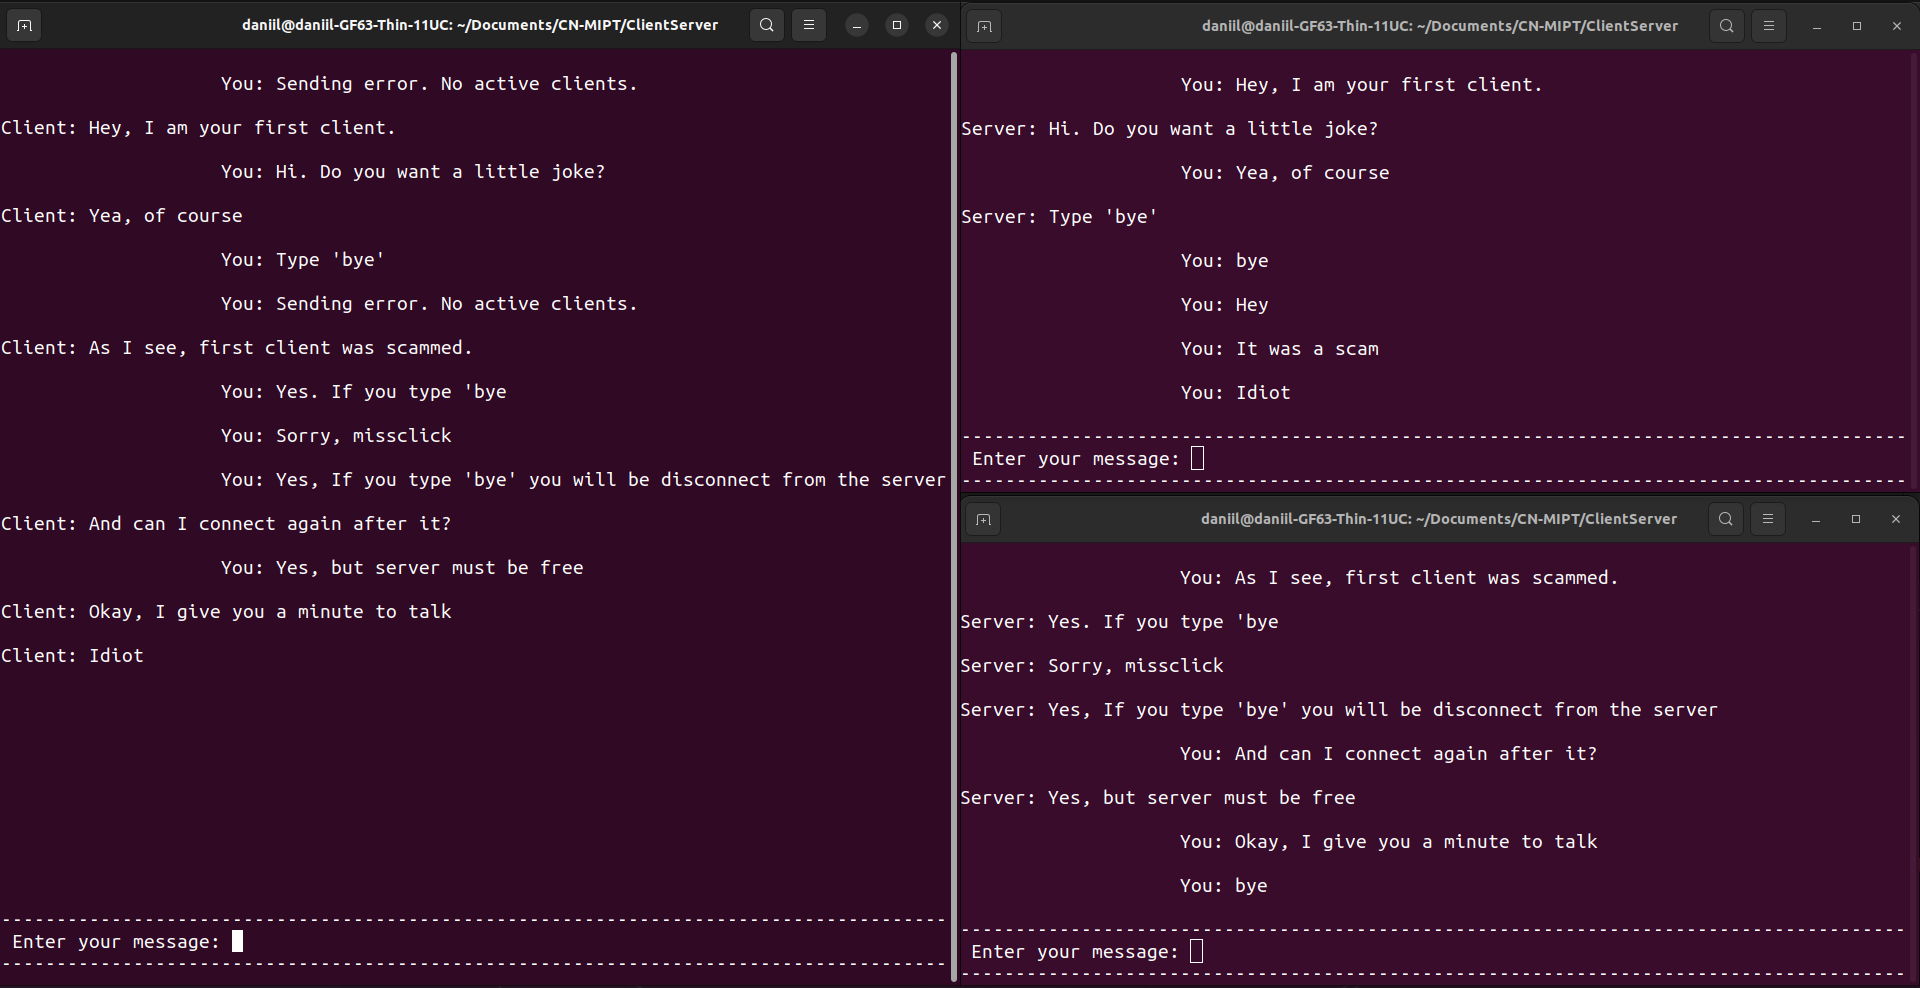 daniil@daniil-GF63-Thin-11UC: ~/Documents/CN-MIPT/ClientServer
You: Sending error. No active clients.
Client: Hey, I am your first client.
You: Hi. Do you want a little joke?
Client: Yea, of course
You: Type 'bye'
You: Sending error. No active clients.
Client: As I see, first client was scammed.
You: Yes. If you type 'bye
You: Sorry, missclick
You: Yes, If you type 'bye' you will be disconnect from the server
Client: And can I connect again after it?
You: Yes, but server must be free
Client: Okay, I give you a minute to talk
Client: Idiot
Enter your message:
daniil@daniil-GF63-Thin-11UC: ~/Documents/CN-MIPT/ClientServer
You: Hey, I am your first client.
Server: Hi. Do you want a little joke?
You: Yea, of course
Server: Type 'bye'
You: bye
You: Hey
You: It was a scam
You: Idiot
Enter your message:
daniil@daniil-GF63-Thin-11UC: ~/Documents/CN-MIPT/ClientServer
You: As I see, first client was scammed.
Server: Yes. If you type 'bye
Server: Sorry, missclick
Server: Yes, If you type 'bye' you will be disconnect from the server
You: And can I connect again after it?
Server: Yes, but server must be free
You: Okay, I give you a minute to talk
You: bye
Enter your message: